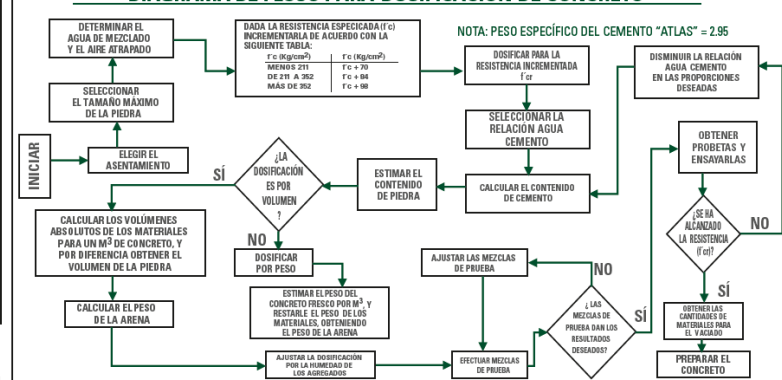 DIAGRAMA DE FLUJO PARA DOSIFICACIÓN DE CONCRETO
NOTA: PESO ESPECÍFICO DEL CEMENTO “ATLAS” = 2.95
INICIAR
ELEGIR EL
ASENTAMIENTO
SELECCIONAR
EL TAMAÑO MÁXIMO
DE LA PIEDRA
DETERMINAR EL
AGUA DE MEZCLADO
Y EL AIRE ATRAPADO
DADA LA RESISTENCIA ESPECICADA (f´c)
INCREMENTARLA DE ACUERDO CON LA
SIGUIENTE TABLA:
f´c (Kg/cm²) f´c (Kg/cm²)
MENOS 211 f´c + 70
DE 211 A 352 f´c + 84
MÁS DE 352 f´c + 98
DOSIFICAR PARA LA
RESISTENCIA INCREMENTADA
f´cr
SELECCIONAR LA
RELACIÓN AGUA
CEMENTO
CALCULAR EL CONTENIDO
DE CEMENTO
DISMINUIR LA RELACIÓN
AGUA CEMENTO
EN LAS PROPORCIONES
DESEADAS
ESTIMAR EL
CONTENIDO
DE PIEDRA
¿LA
DOSIFICACIÓN
ES POR
VOLUMEN
?
SÍ
NO
CALCULAR LOS VOLÚMENES
ABSOLUTOS DE LOS MATERIALES
PARA UN M³ DE CONCRETO, Y
POR DIFERENCIA OBTENER EL
VOLUMEN DE LA PIEDRA
CALCULAR EL PESO
DE LA ARENA
DOSIFICAR
POR PESO
ESTIMAR EL PESO DEL
CONCRETO FRESCO POR M³, Y
RESTARLE EL PESO DE LOS
MATERIALES, OBTENIENDO
EL PESO DE LA ARENA
AJUSTAR LA DOSIFICACIÓN
POR LA HUMEDAD DE
LOS AGREGADOS
EFECTUAR MEZCLAS
DE PRUEBA
AJUSTAR LAS MEZCLAS
DE PRUEBA
¿ LAS
MEZCLAS DE
PRUEBA DAN LOS
RESULTADOS
DESEADOS?
NO
SÍ
OBTENER
PROBETAS Y
ENSAYARLAS
¿SE HA
ALCANZADO
LA RESISTENCIA
(f´cr)?
NO
SÍ
OBTENER LAS
CANTIDADES DE
MATERIALES PARA
EL VACIADO
PREPARAR EL
CONCRETO